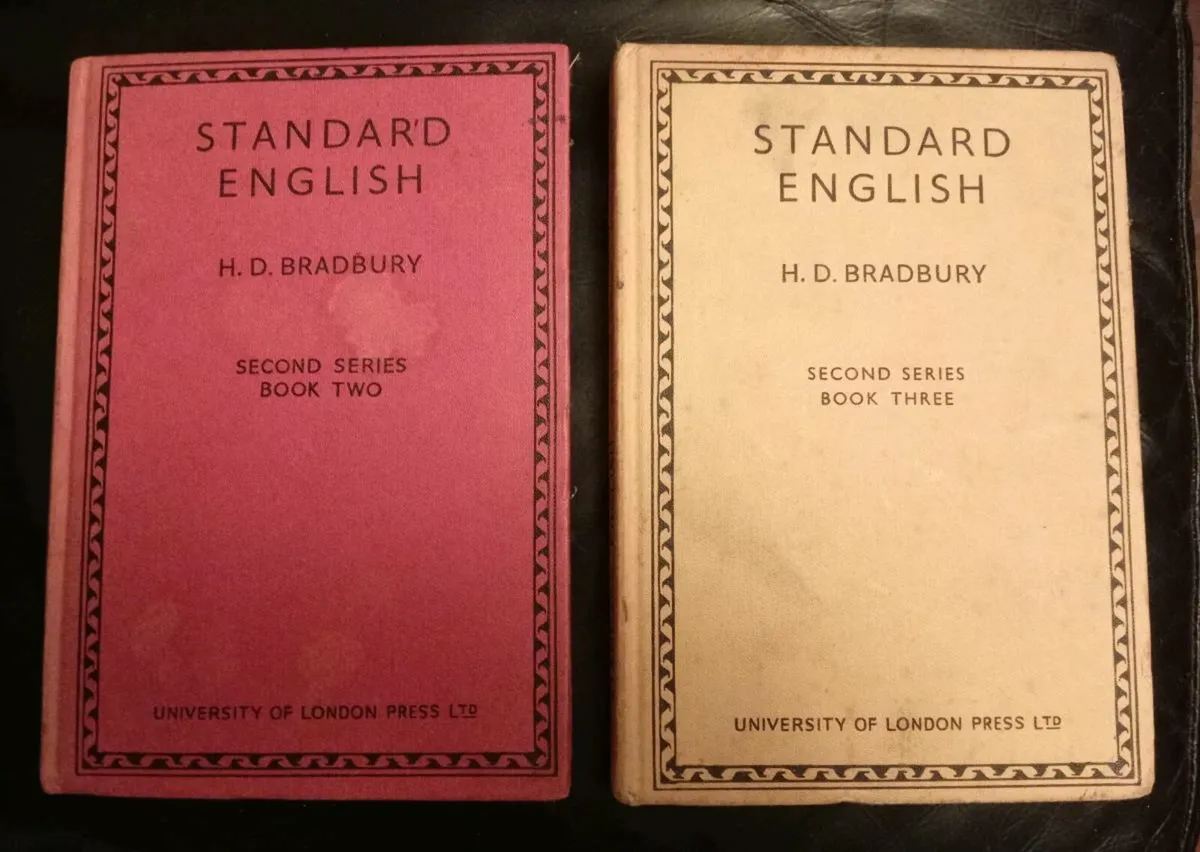 STANDARD
ENGLISH
H. D. BRADBURY
SECOND SERIES
BOOK TWO
UNIVERSITY OF LONDON PRESS LTD
STANDARD
ENGLISH
H. D. BRADBURY
SECOND SERIES
BOOK THREE
UNIVERSITY OF LONDON PRESS LTD